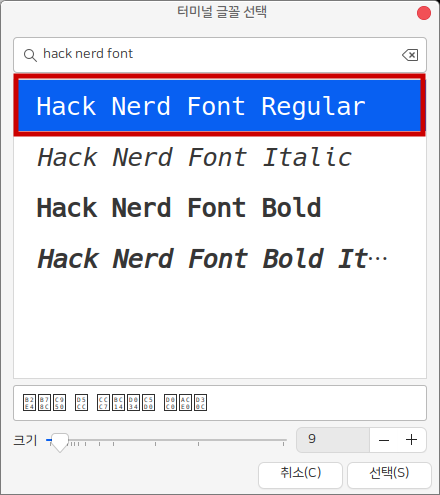 터미널 글꼴 선택
hack nerd font
Hack Nerd Font Regular
Hack Nerd Font Italic
Hack Nerd Font Bold
Hack Nerd Font Bold It…
크기
9
취소(C)
선택(S)